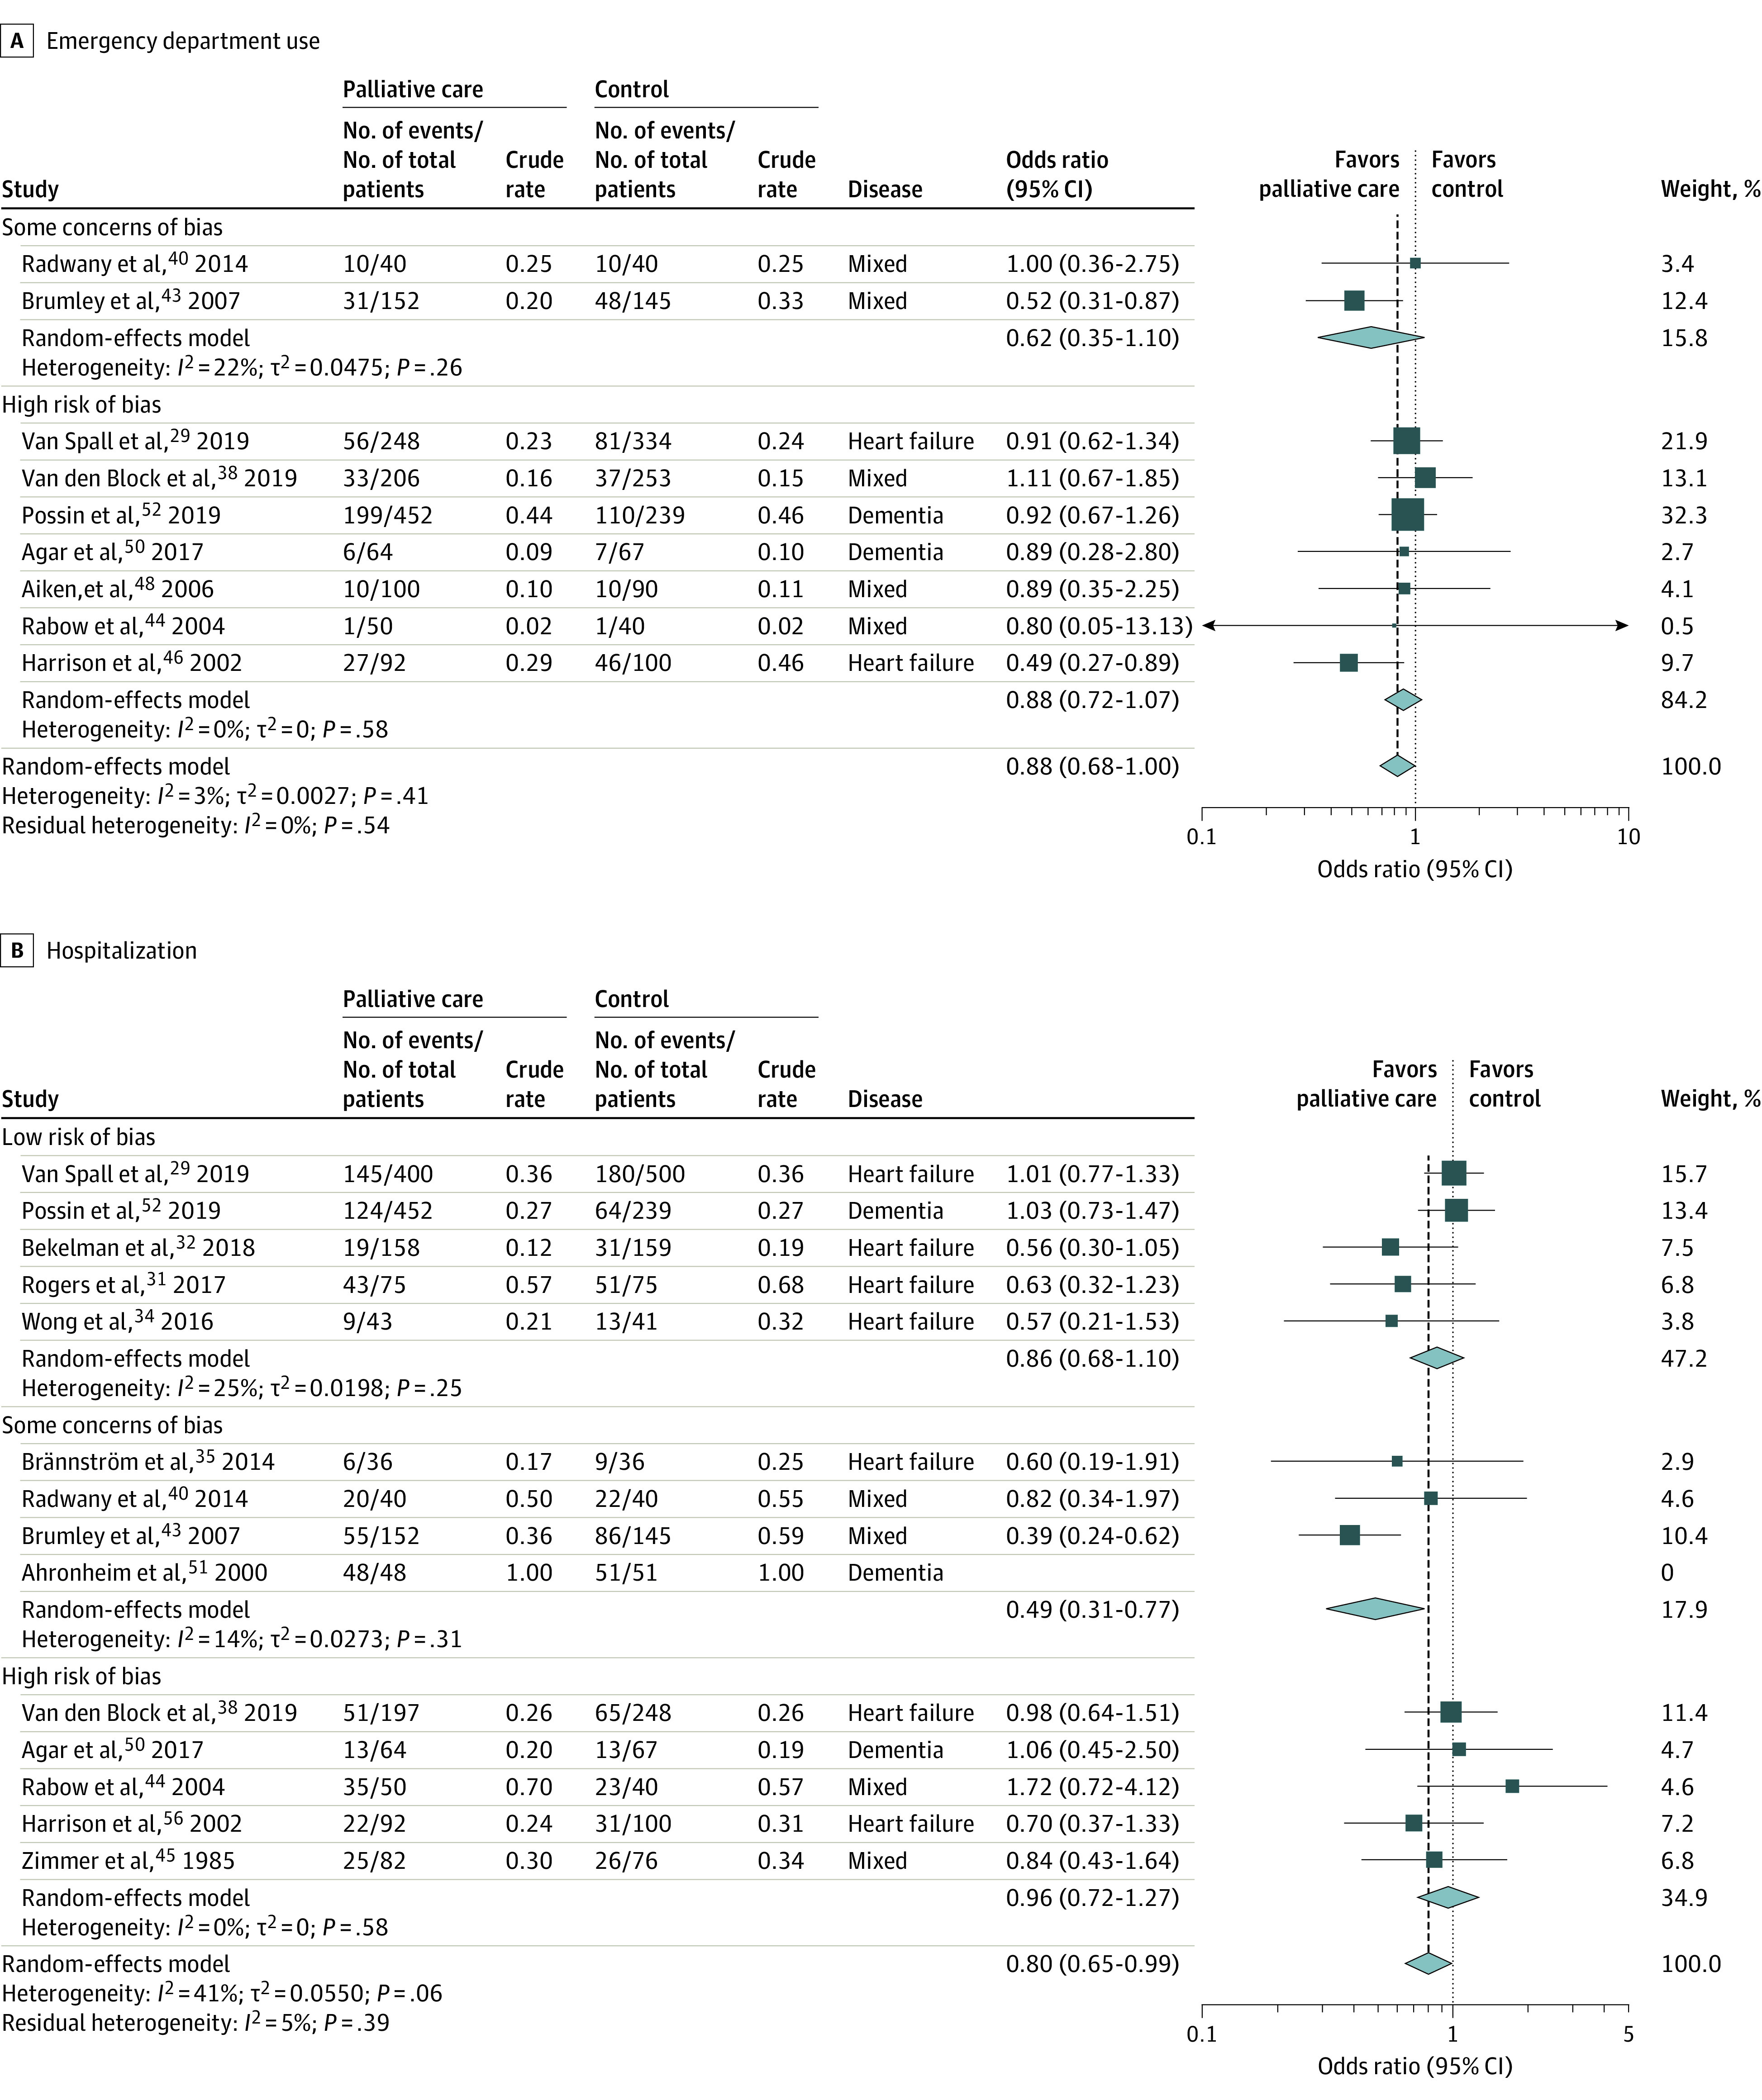 A Emergency department use
Palliative care Control
No. of events/ No. of events/
No. of total Crude No. of total Crude Odds ratio Favors Favors
Study patients rate patients rate Disease (95% CI) palliative care control Weight, %
Some concerns of bias
Radwany et al,40 2014 10/40 0.25 10/40 0.25 Mixed 1.00 (0.36-2.75) 3.4
Brumley et al,43 2007 31/152 0.20 48/145 0.33 Mixed 0.52 (0.31-0.87) 12.4
Random-effects model 0.62 (0.35-1.10) 15.8
Heterogeneity: I2 = 22%; τ2 = 0.0475; P = .26
High risk of bias
Van Spall et al,29 2019 56/248 0.23 81/334 0.24 Heart failure 0.91 (0.62-1.34) 21.9
Van den Block et al,38 2019 33/206 0.16 37/253 0.15 Mixed 1.11 (0.67-1.85) 13.1
Possin et al,52 2019 199/452 0.44 110/239 0.46 Dementia 0.92 (0.67-1.26) 32.3
Agar et al,50 2017 6/64 0.09 7/67 0.10 Dementia 0.89 (0.28-2.80) 2.7
Aiken,et al,48 2006 10/100 0.10 10/90 0.11 Mixed 0.89 (0.35-2.25) 4.1
Rabow et al,44 2004 1/50 0.02 1/40 0.02 Mixed 0.80 (0.05-13.13) 0.5
Harrison et al,46 2002 27/92 0.29 46/100 0.46 Heart failure 0.49 (0.27-0.89) 9.7
Random-effects model 0.88 (0.72-1.07) 84.2
Heterogeneity: I2 = 0%; τ2 = 0; P = .58
Random-effects model 0.88 (0.68-1.00) 100.0
Heterogeneity: I2 = 3%; τ2 = 0.0027; P = .41
Residual heterogeneity: I2 = 0%; P = .54
0.1 1 10
Odds ratio (95% CI)
B Hospitalization
Palliative care Control
No. of events/ No. of events/
No. of total Crude No. of total Crude Favors Favors
Study patients rate patients rate Disease palliative care control Weight, %
Low risk of bias
Van Spall et al,29 2019 145/400 0.36 180/500 0.36 Heart failure 1.01 (0.77-1.33) 15.7
Possin et al,52 2019 124/452 0.27 64/239 0.27 Dementia 1.03 (0.73-1.47) 13.4
Bekelman et al,32 2018 19/158 0.12 31/159 0.19 Heart failure 0.56 (0.30-1.05) 7.5
Rogers et al,31 2017 43/75 0.57 51/75 0.68 Heart failure 0.63 (0.32-1.23) 6.8
Wong et al,34 2016 9/43 0.21 13/41 0.32 Heart failure 0.57 (0.21-1.53) 3.8
Random-effects model 0.86 (0.68-1.10) 47.2
Heterogeneity: I2 = 25%; τ2 = 0.0198; P = .25
Some concerns of bias
Brännström et al,35 2014 6/36 0.17 9/36 0.25 Heart failure 0.60 (0.19-1.91) 2.9
Radwany et al,40 2014 20/40 0.50 22/40 0.55 Mixed 0.82 (0.34-1.97) 4.6
Brumley et al,43 2007 55/152 0.36 86/145 0.59 Mixed 0.39 (0.24-0.62) 10.4
Ahronheim et al,51 2000 48/48 1.00 51/51 1.00 Dementia 0
Random-effects model 0.49 (0.31-0.77) 17.9
Heterogeneity: I2 = 14%; τ2 = 0.0273; P = .31
High risk of bias
Van den Block et al,38 2019 51/197 0.26 65/248 0.26 Heart failure 0.98 (0.64-1.51) 11.4
Agar et al,50 2017 13/64 0.20 13/67 0.19 Dementia 1.06 (0.45-2.50) 4.7
Rabow et al,44 2004 35/50 0.70 23/40 0.57 Mixed 1.72 (0.72-4.12) 4.6
Harrison et al,56 2002 22/92 0.24 31/100 0.31 Heart failure 0.70 (0.37-1.33) 7.2
Zimmer et al,45 1985 25/82 0.30 26/76 0.34 Mixed 0.84 (0.43-1.64) 6.8
Random-effects model 0.96 (0.72-1.27) 34.9
Heterogeneity: I2 = 0%; τ2 = 0; P = .58
Random-effects model 0.80 (0.65-0.99) 100.0
Heterogeneity: I2 = 41%; τ2 = 0.0550; P = .06
Residual heterogeneity: I2 = 5%; P = .39
0.1 1 5
Odds ratio (95% CI)